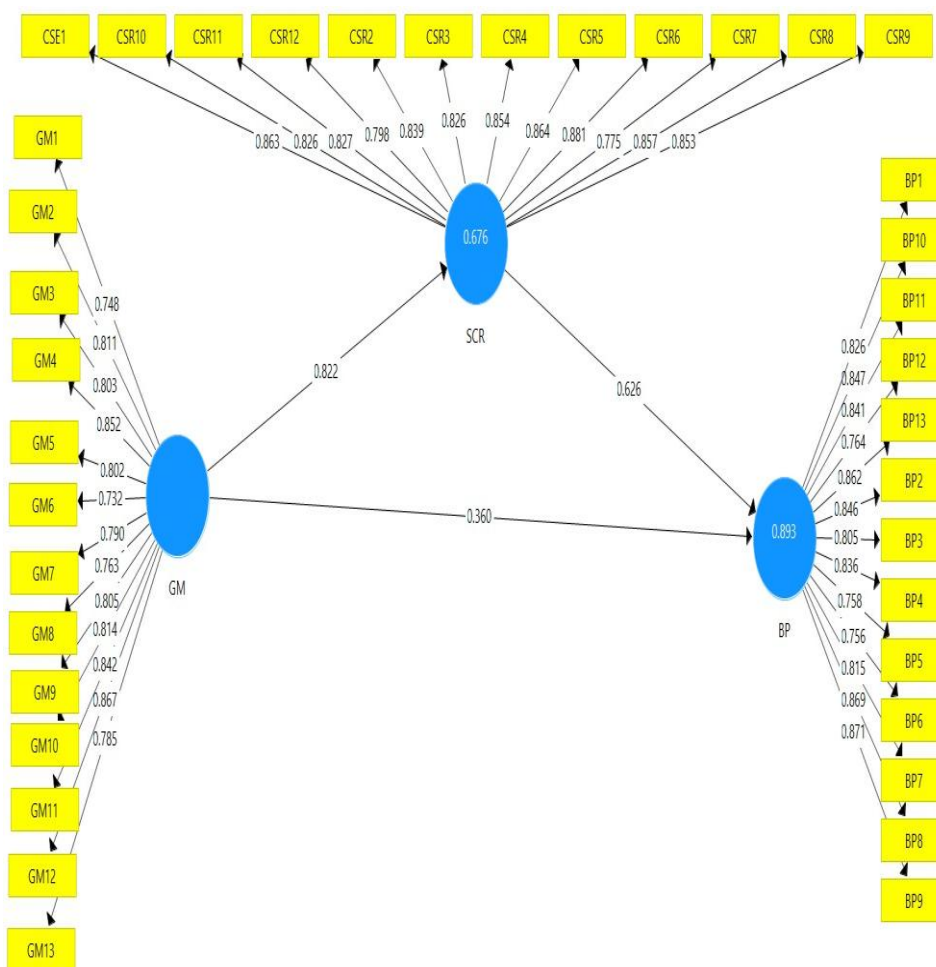 CSE1 CSR10 CSR11 CSR12 CSR2 CSR3 CSR4 CSR5 CSR6 CSR7 CSR8 CSR9
0.863 0.826 0.827 0.798 0.839 0.826 0.854 0.864 0.881 0.775 0.857 0.853
GM1
GM2
GM3
GM4
GM5
GM6
GM7
GM8
GM9
GM10
GM11
GM12
GM13
0.748
0.811
0.803
0.852
0.802
0.732
0.790
0.763
0.805
0.814
0.842
0.867
0.785
GM
0.822
0.676
SCR
0.626
0.360
0.893
BP
0.826
0.847
0.841
0.764
0.862
0.846
0.805
0.836
0.758
0.756
0.815
0.869
0.871
BP1
BP10
BP11
BP12
BP13
BP2
BP3
BP4
BP5
BP6
BP7
BP8
BP9